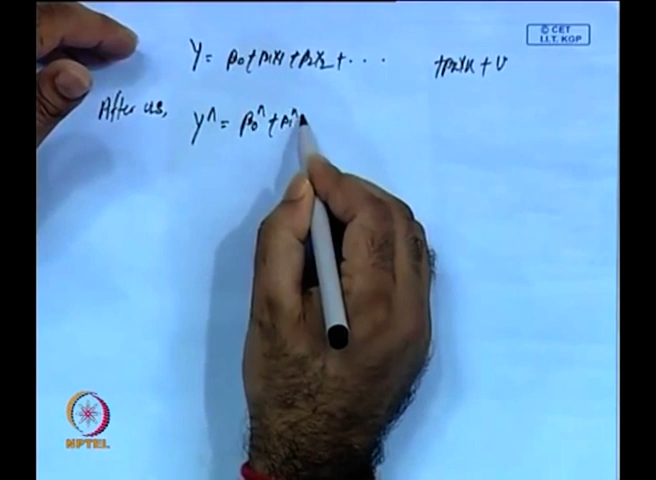 © CET
I.I.T. KGP
Y = β0 + β1X1 + β2X2 + ... + βKXK + U
After us,
Y^ = β0^ + β1^
NPTEL